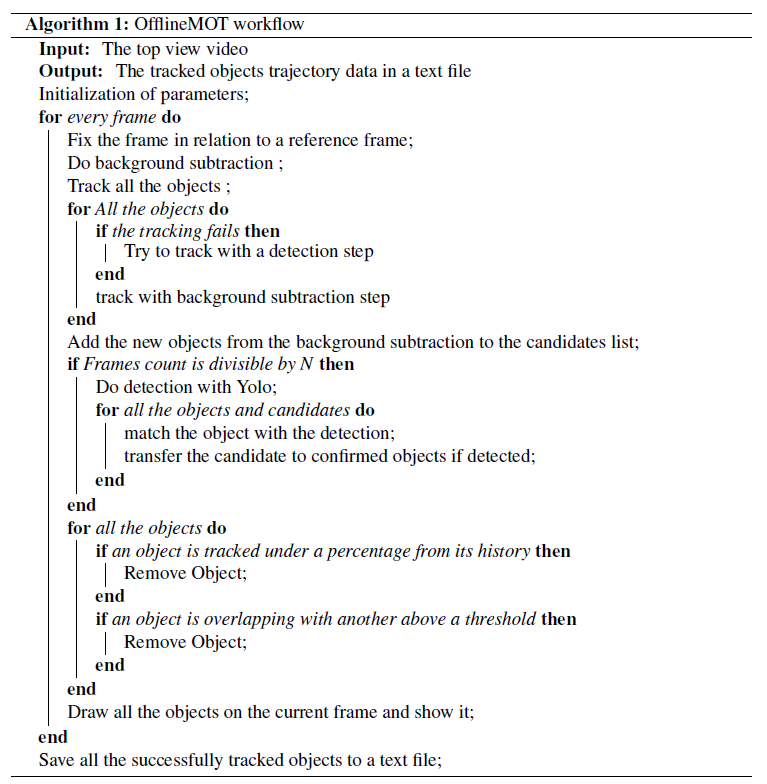 Algorithm 1: OfflineMOT workflow
Input: The top view video
Output: The tracked objects trajectory data in a text file
Initialization of parameters;
for every frame do
Fix the frame in relation to a reference frame;
Do background subtraction ;
Track all the objects ;
for All the objects do
if the tracking fails then
Try to track with a detection step
end
track with background subtraction step
end
Add the new objects from the background subtraction to the candidates list;
if Frames count is divisible by N then
Do detection with Yolo;
for all the objects and candidates do
match the object with the detection;
transfer the candidate to confirmed objects if detected;
end
end
for all the objects do
if an object is tracked under a percentage from its history then
Remove Object;
end
if an object is overlapping with another above a threshold then
Remove Object;
end
end
Draw all the objects on the current frame and show it;
end
Save all the successfully tracked objects to a text file;